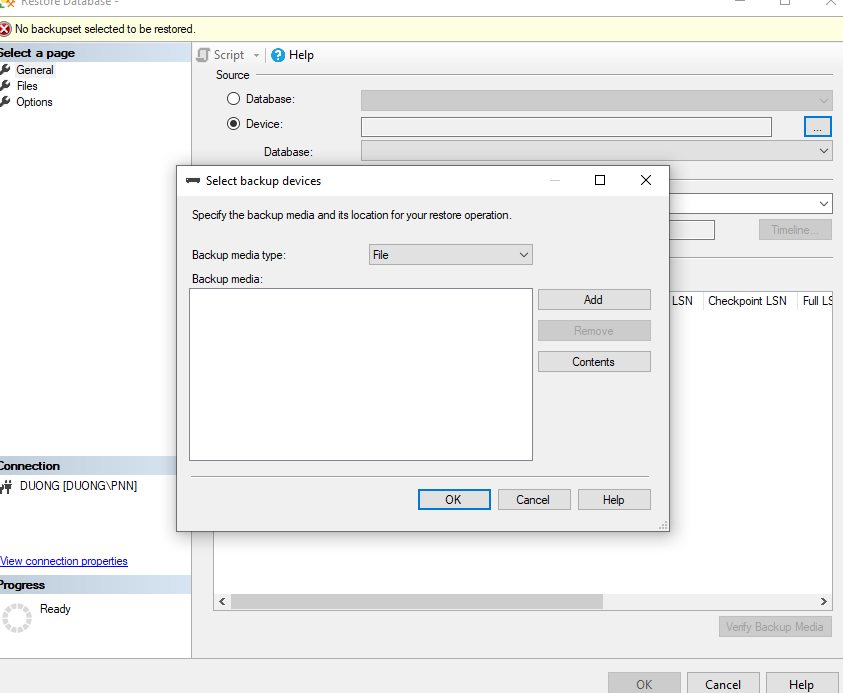 Restore Database -
No backupset selected to be restored.
Select a page
General
Files
Options
Script
Help
Source
Database:
Device:
...
Database:
Timeline...
LSN
Checkpoint LSN
Full LS
Select backup devices
Specify the backup media and its location for your restore operation.
Backup media type:
File
Backup media:
Add
Remove
Contents
OK
Cancel
Help
Connection
DUONG [DUONG\PNN]
View connection properties
Progress
Ready
Verify Backup Media
OK
Cancel
Help